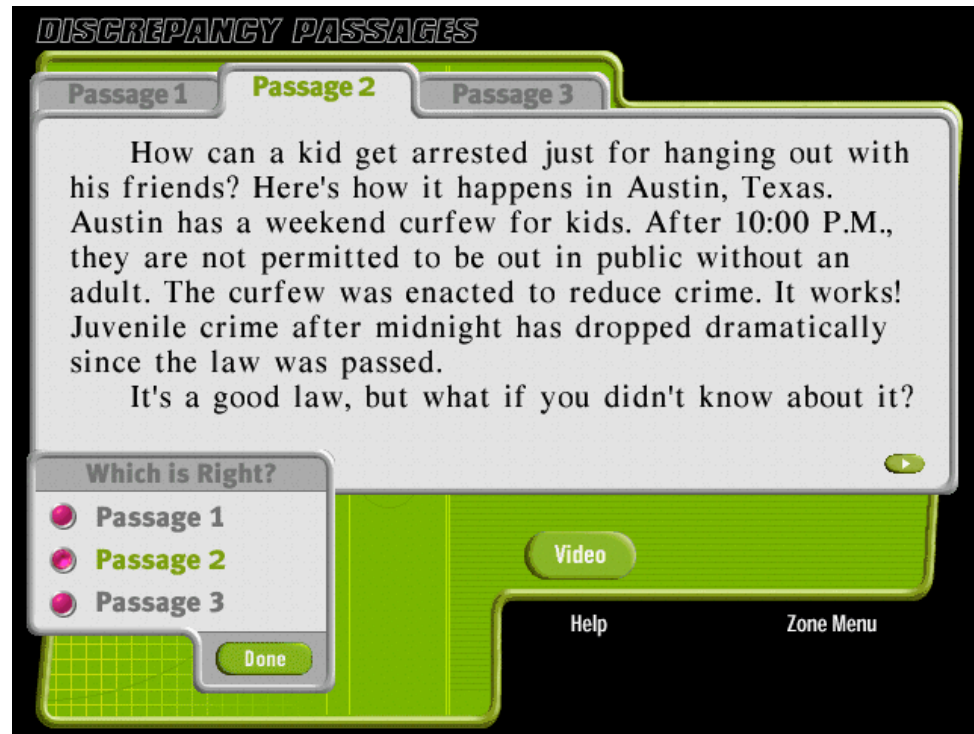 DISCREPANCY PASSAGES
Passage 1
Passage 2
Passage 3
How can a kid get arrested just for hanging out with
his friends? Here's how it happens in Austin, Texas.
Austin has a weekend curfew for kids. After 10:00 P.M.,
they are not permitted to be out in public without an
adult. The curfew was enacted to reduce crime. It works!
Juvenile crime after midnight has dropped dramatically
since the law was passed.
It's a good law, but what if you didn't know about it?
Which is Right?
Passage 1
Passage 2
Passage 3
Done
Video
Help
Zone Menu